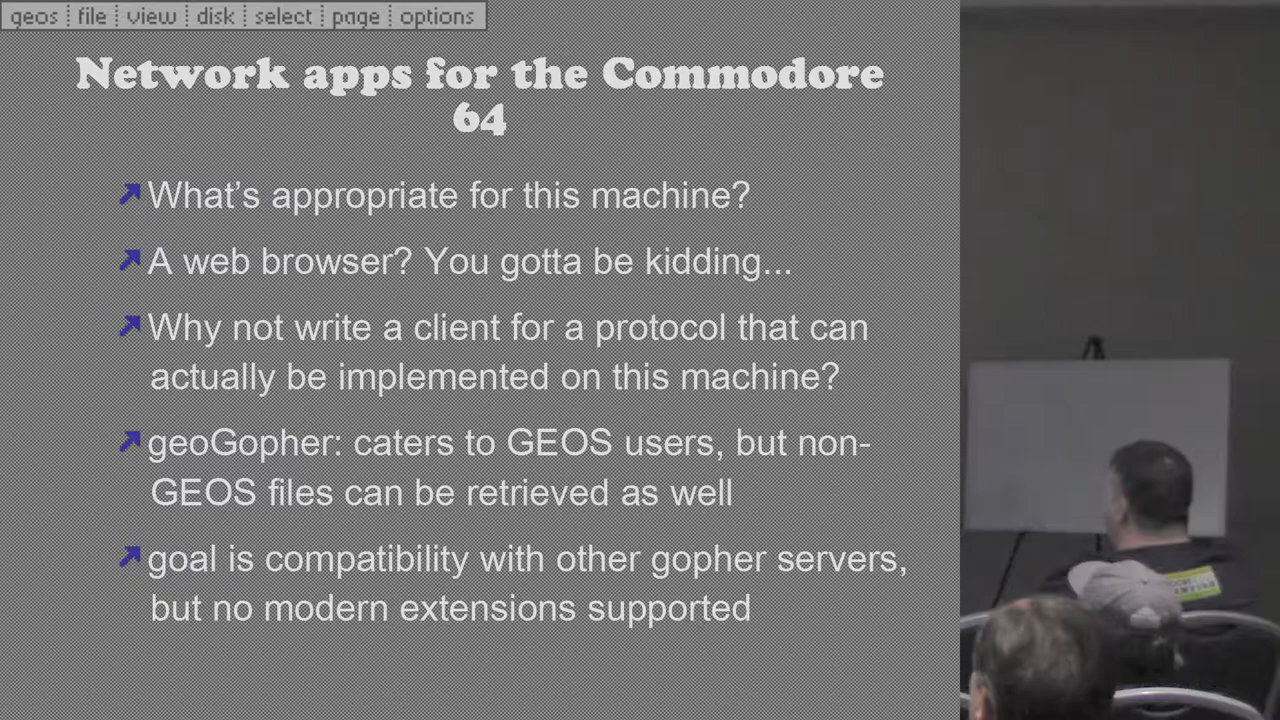 geos file view disk select page options
Network apps for the Commodore
64
What's appropriate for this machine?
A web browser? You gotta be kidding...
Why not write a client for a protocol that can
actually be implemented on this machine?
geoGopher: caters to GEOS users, but non-
GEOS files can be retrieved as well
goal is compatibility with other gopher servers,
but no modern extensions supported